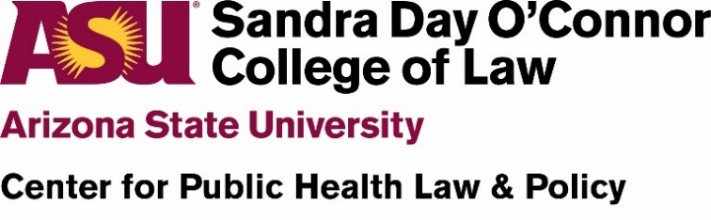 ASU® Sandra Day O’Connor
College of Law
Arizona State University
Center for Public Health Law & Policy